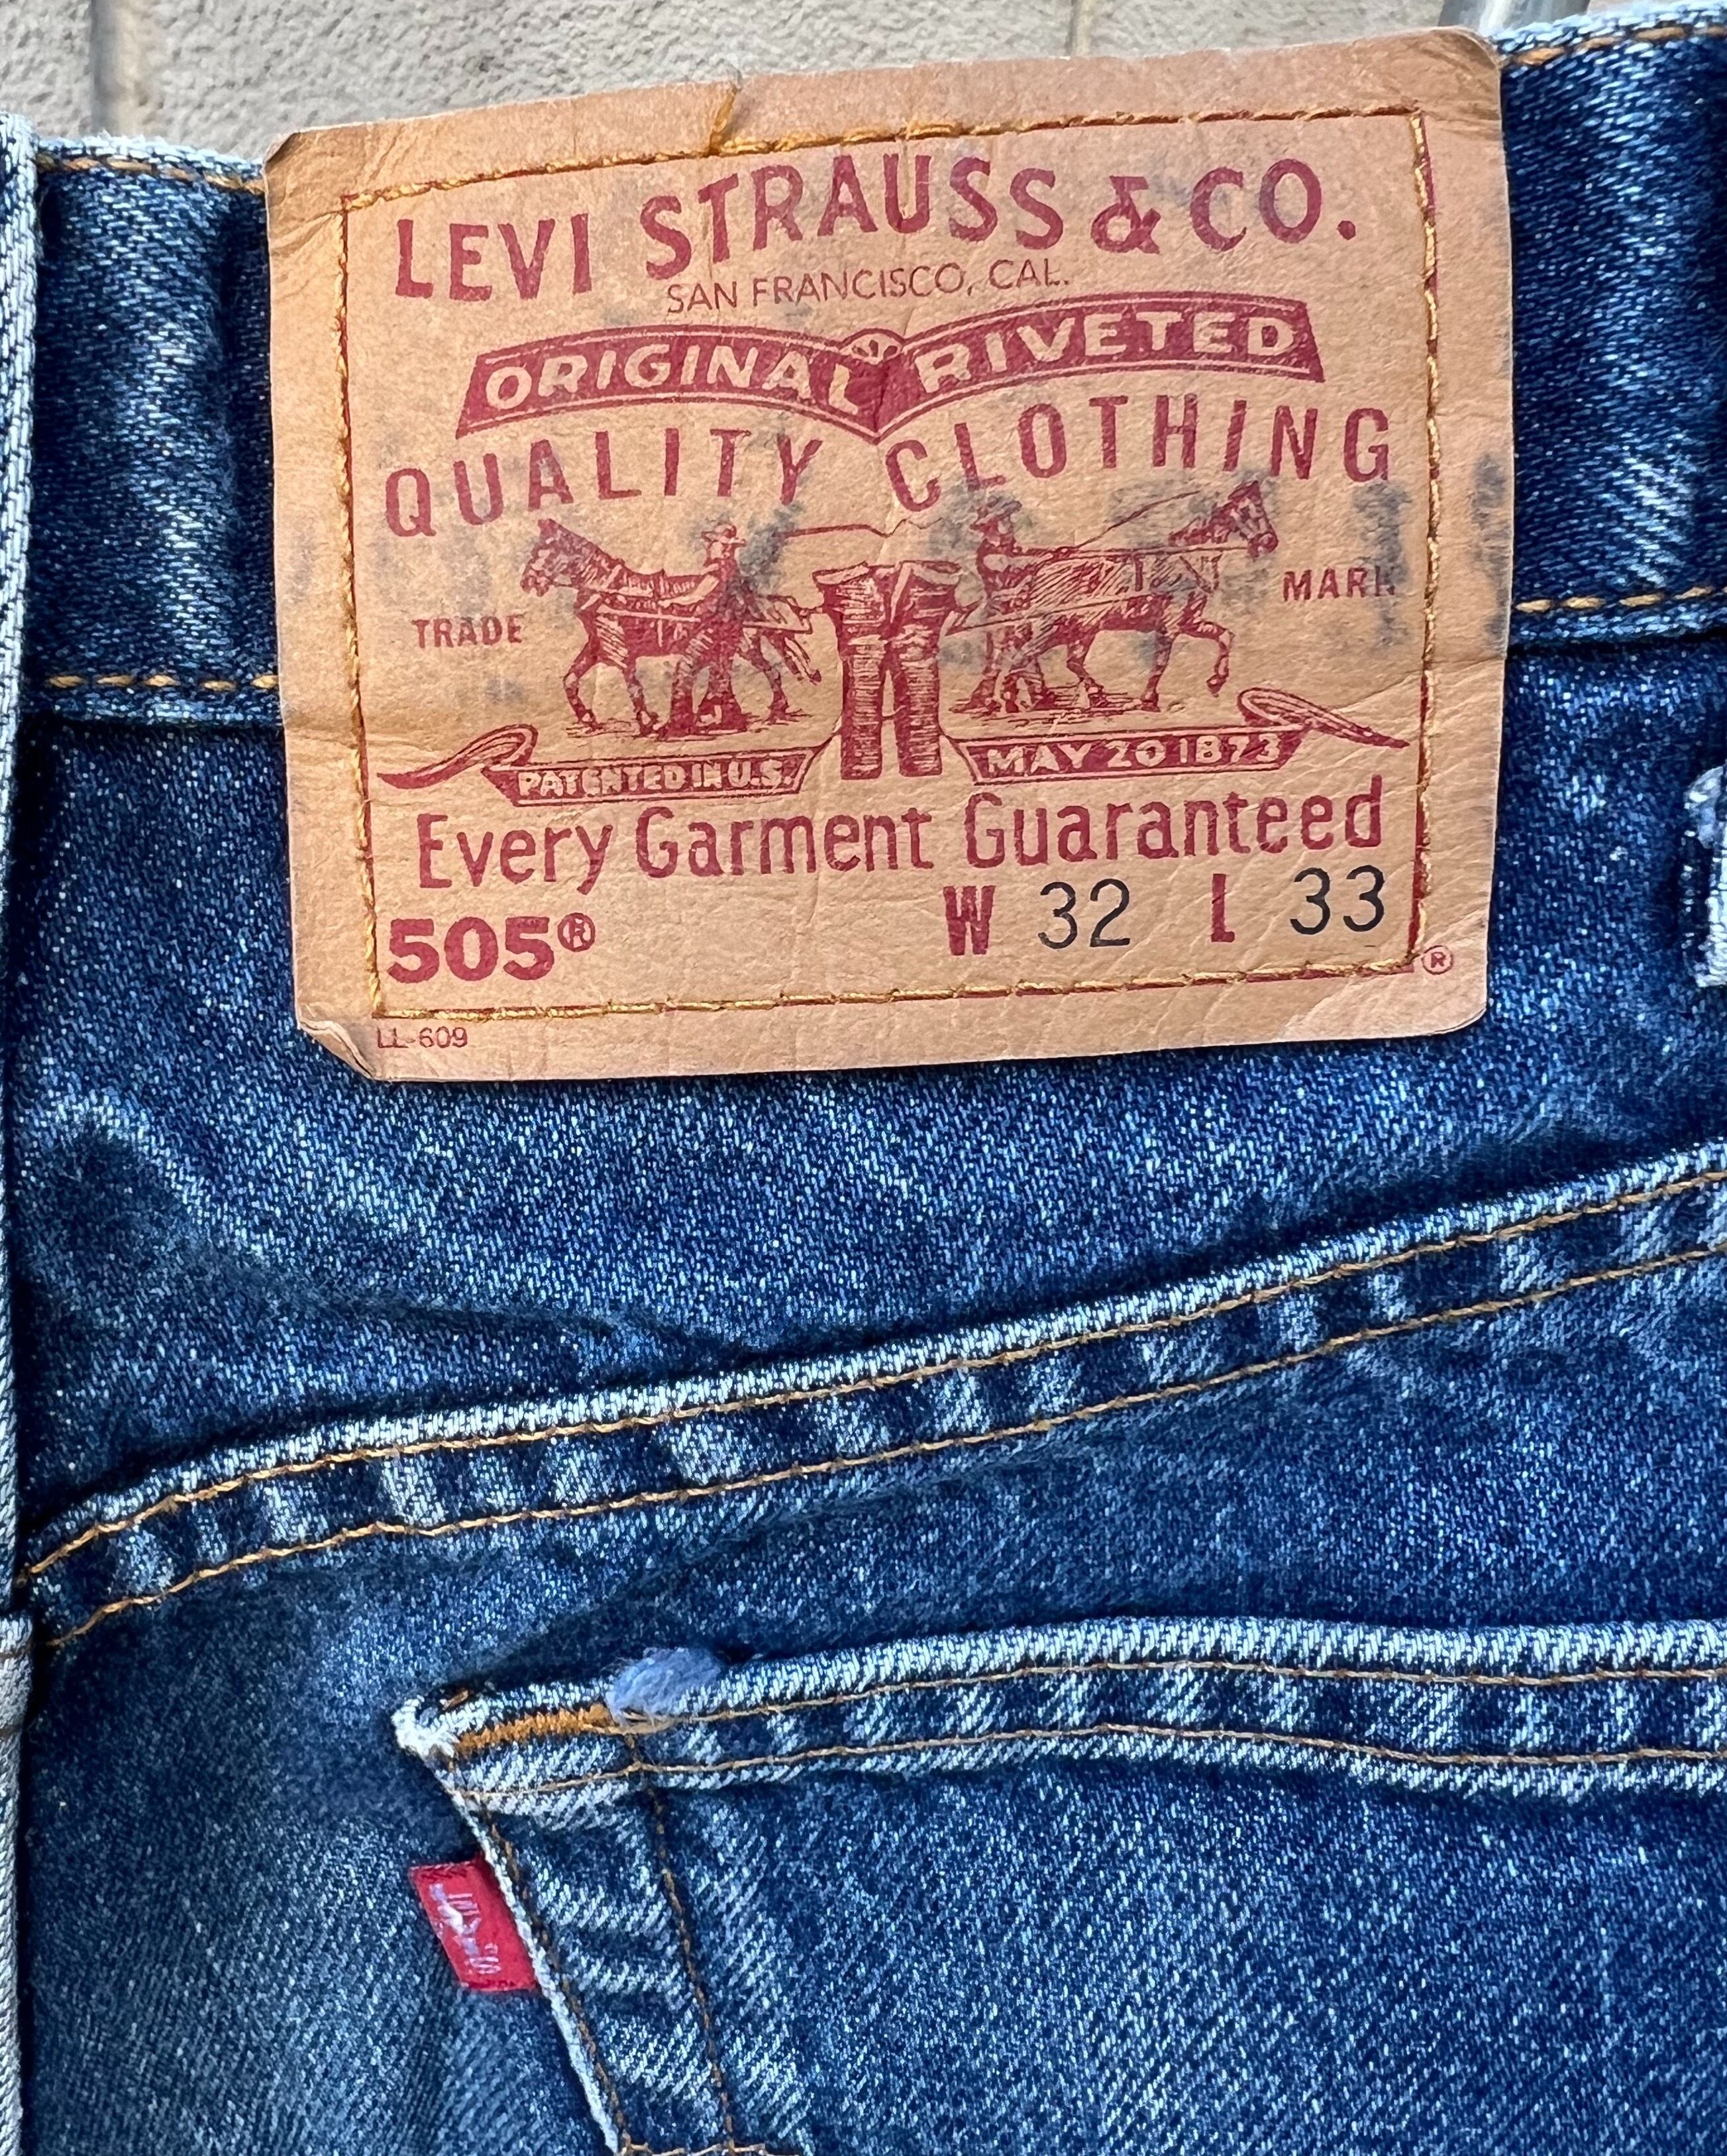 LEVI STRAUSS & CO.
SAN FRANCISCO, CAL.
ORIGINAL RIVETED
QUALITY CLOTHING
TRADE MARK
PATENTED IN U.S. MAY 20 1873
Every Garment Guaranteed
505® W 32 L 33
®
LL-609